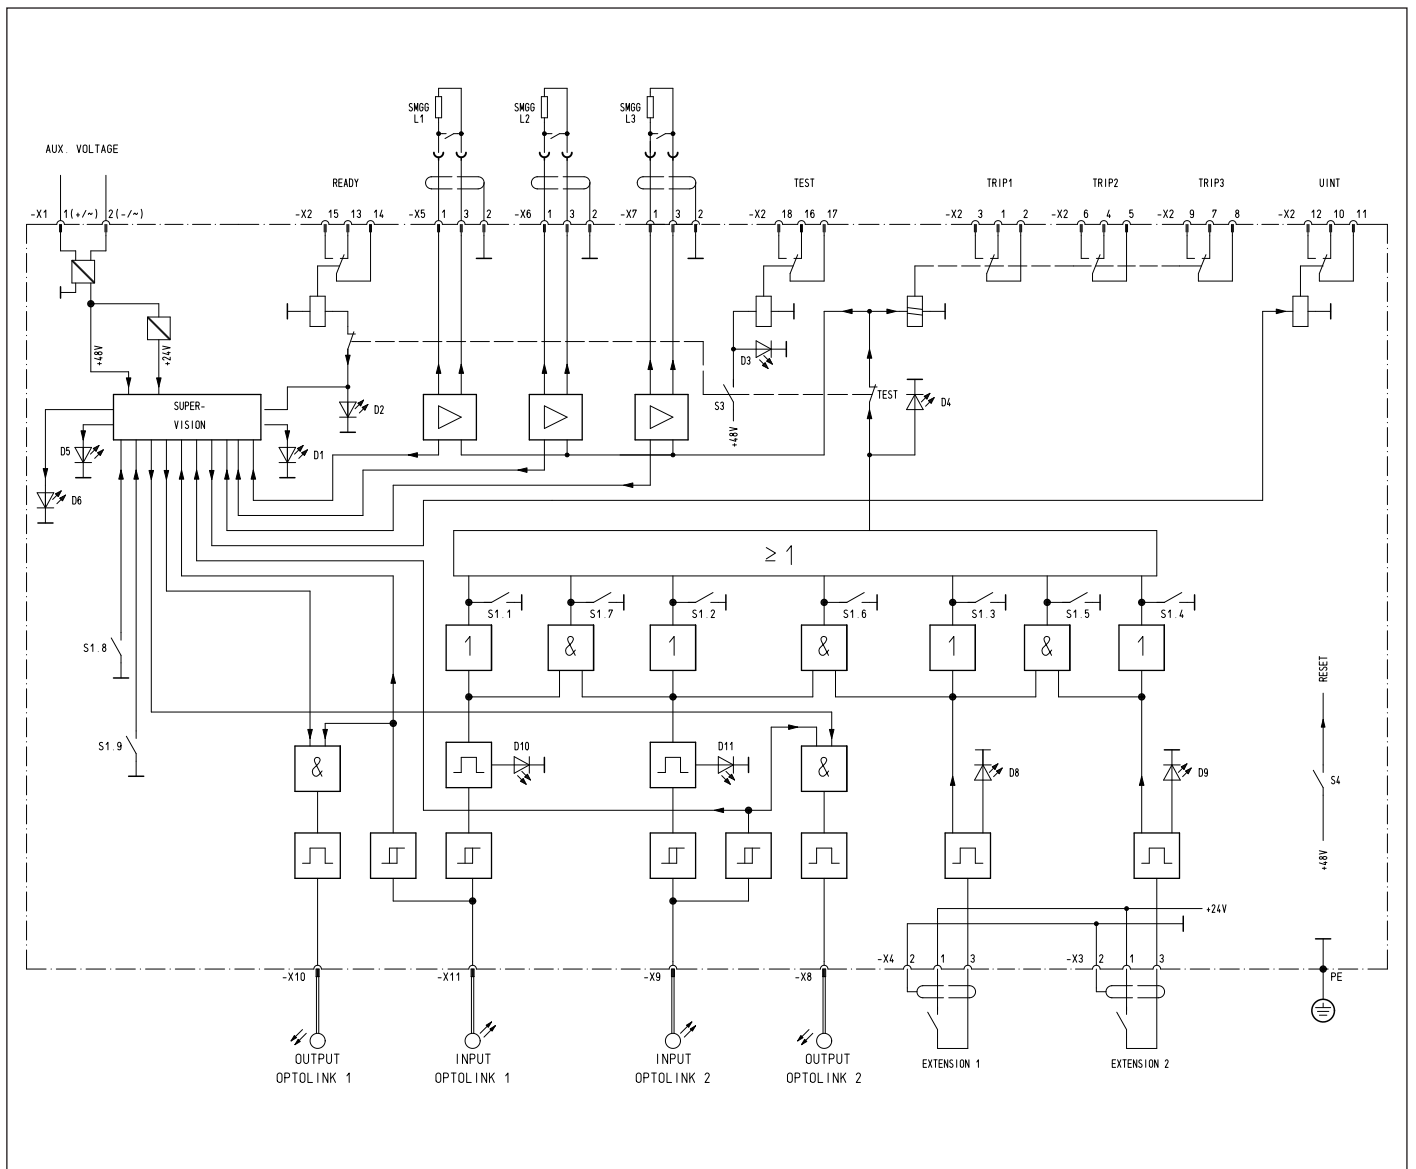 SMGG L1
SMGG L2
SMGG L3
AUX. VOLTAGE
READY
TEST
TRIP1
TRIP2
TRIP3
UINT
-X1 1(+/~) 2(-/~)
-X2 15 13 14
-X5 1 3 2
-X6 1 3 2
-X7 1 3 2
-X2 18 16 17
-X2 3 1 2
-X2 6 4 5
-X2 9 7 8
-X2 12 10 11
+48V
+24V
D3
SUPER-
VISION
D2
S3
+48V
TEST
D4
D5
D1
D6
≥ 1
S1.1
S1.7
S1.2
S1.6
S1.3
S1.5
S1.4
1
&
1
&
1
&
1
S1.8
RESET
S1.9
&
D10
D11
&
D8
D9
S4
+48V
+24V
-X10
-X11
-X9
-X8
-X4 2 1 3
-X3 2 1 3
PE
OUTPUT
OPTOLINK 1
INPUT
OPTOLINK 1
INPUT
OPTOLINK 2
OUTPUT
OPTOLINK 2
EXTENSION 1
EXTENSION 2